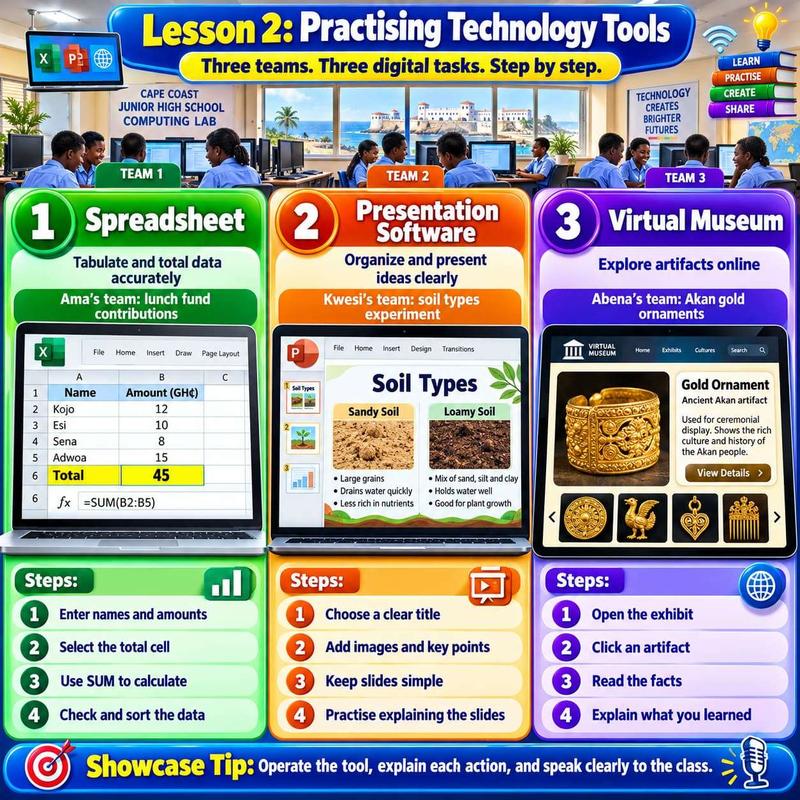 Lesson 2: Practising Technology Tools
Three teams. Three digital tasks. Step by step.
X
P
LEARN
PRACTISE
CREATE
SHARE
CAPE COAST
JUNIOR HIGH SCHOOL
COMPUTING LAB
TECHNOLOGY
CREATES
BRIGHTER
FUTURES
TEAM 1
TEAM 2
TEAM 3
1 Spreadsheet
Tabulate and total data
accurately
Ama's team: lunch fund
contributions
X
File Home Insert Draw Page Layout
A B C
1 Name Amount (GH₵)
2 Kojo 12
3 Esi 10
4 Sena 8
5 Adwoa 15
6 Total 45
6 fx =SUM(B2:B5)
Steps:
1 Enter names and amounts
2 Select the total cell
3 Use SUM to calculate
4 Check and sort the data
2 Presentation
Software
Organize and present
ideas clearly
Kwesi's team: soil types
experiment
P
File Home Insert Design Transitions
1
Soil Types
2
3
Soil Types
Sandy Soil
• Large grains
• Drains water quickly
• Less rich in nutrients
Loamy Soil
• Mix of sand, silt and clay
• Holds water well
• Good for plant growth
Steps:
1 Choose a clear title
2 Add images and key points
3 Keep slides simple
4 Practise explaining the slides
3 Virtual Museum
Explore artifacts online
Abena's team: Akan gold
ornaments
VIRTUAL
MUSEUM
Home Exhibits Cultures Search
Gold Ornament
Ancient Akan artifact
Used for ceremonial
display. Shows the rich
culture and history of
the Akan people.
View Details >
Steps:
1 Open the exhibit
2 Click an artifact
3 Read the facts
4 Explain what you learned
Showcase Tip: Operate the tool, explain each action, and speak clearly to the class.